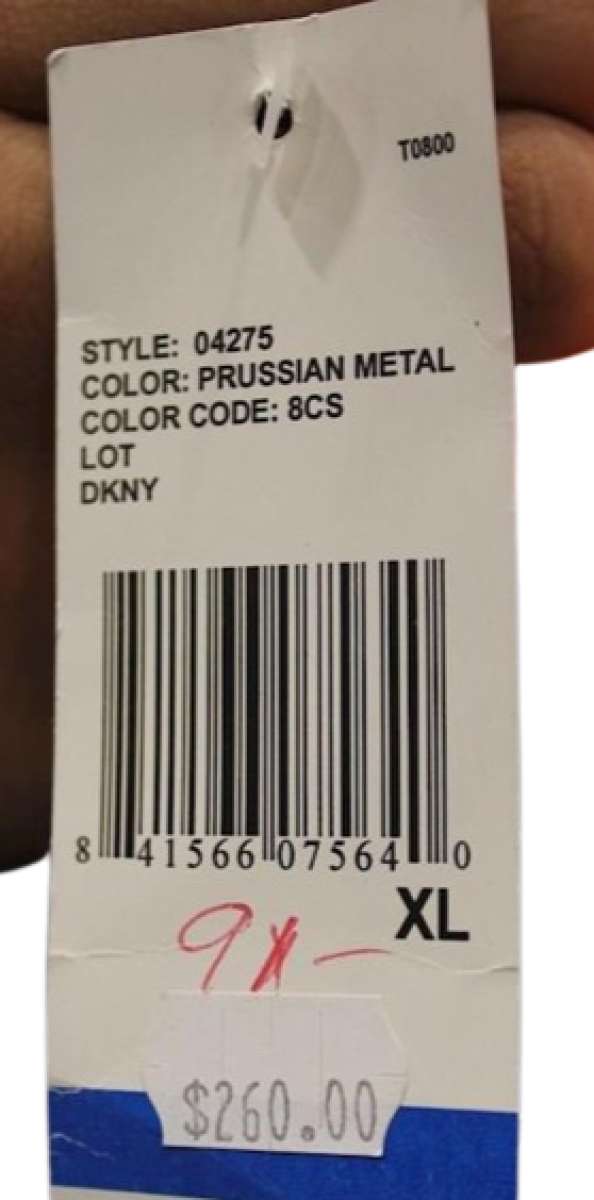 T0800
STYLE: 04275
COLOR: PRUSSIAN METAL
COLOR CODE: 8CS
LOT
DKNY
8 41566 07564 0
XL
$260.00